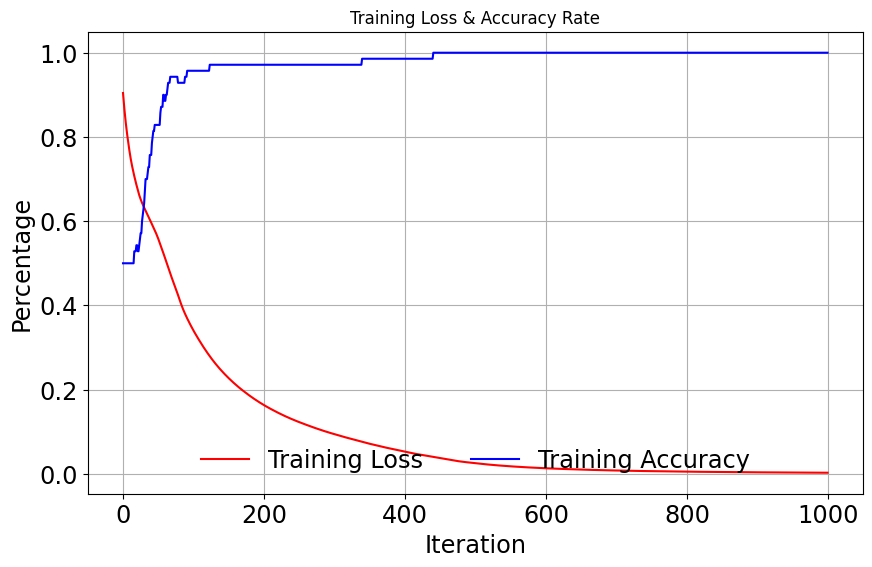 Training Loss & Accuracy Rate
1.0
0.8
0.6
0.4
0.2
0.0
Percentage
Training Loss
Training Accuracy
0 200 400 600 800 1000
Iteration